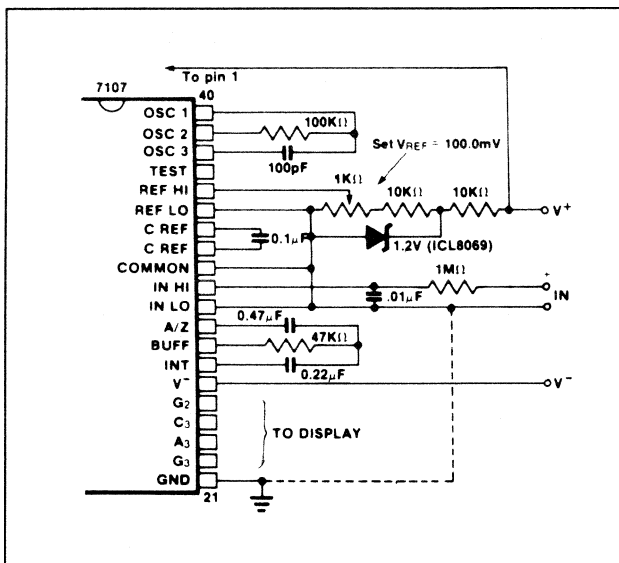 To pin 1
7107
40
OSC 1
OSC 2
100KΩ
OSC 3
100pF
Set VREF = 100.0mV
TEST
REF HI
1KΩ
10KΩ
10KΩ
REF LO
V+
C REF
0.1μF
1.2V (ICL8069)
C REF
COMMON
1MΩ
+
IN HI
.01μF
IN
IN LO
0.47μF
A/Z
BUFF
47KΩ
INT
0.22μF
V−
V−
G2
C3
TO DISPLAY
A3
G3
GND
21